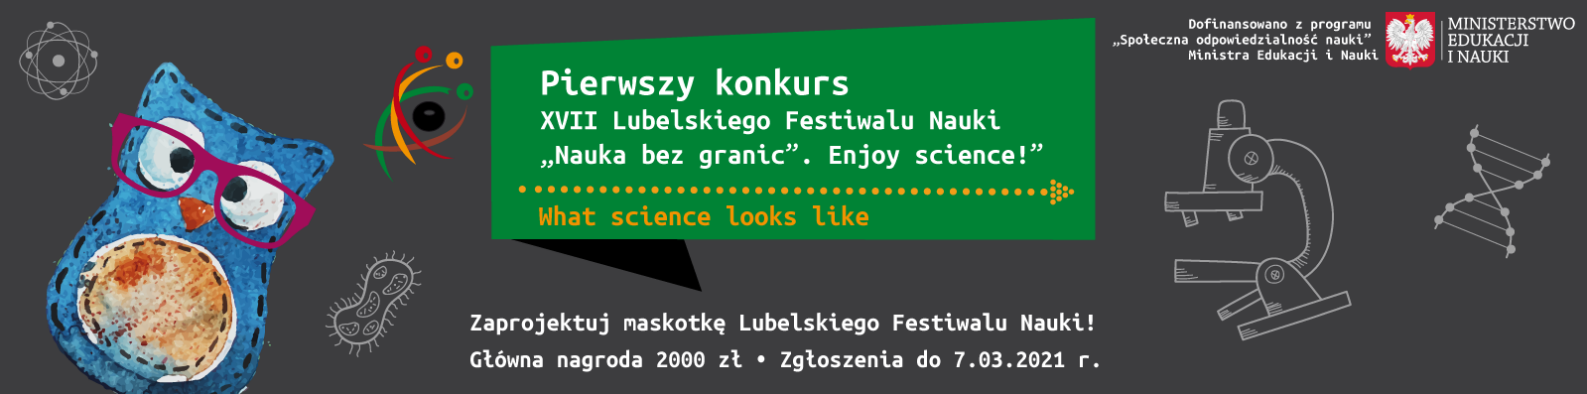 Pierwszy konkurs
XVII Lubelskiego Festiwalu Nauki
„Nauka bez granic”. Enjoy science!”
What science looks like
Zaprojektuj maskotkę Lubelskiego Festiwalu Nauki!
Główna nagroda 2000 zł • Zgłoszenia do 7.03.2021 r.
Dofinansowano z programu
„Społeczna odpowiedzialność nauki”
Ministra Edukacji i Nauki
MINISTERSTWO
EDUKACJI
I NAUKI